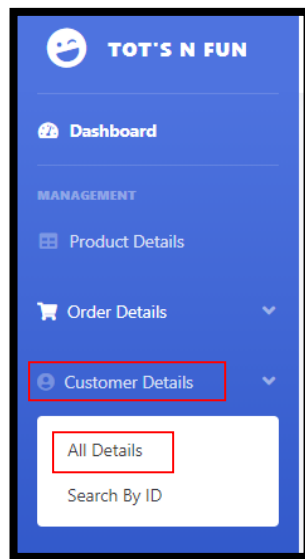 TOT'S N FUN
Dashboard
MANAGEMENT
Product Details
Order Details
Customer Details
All Details
Search By ID